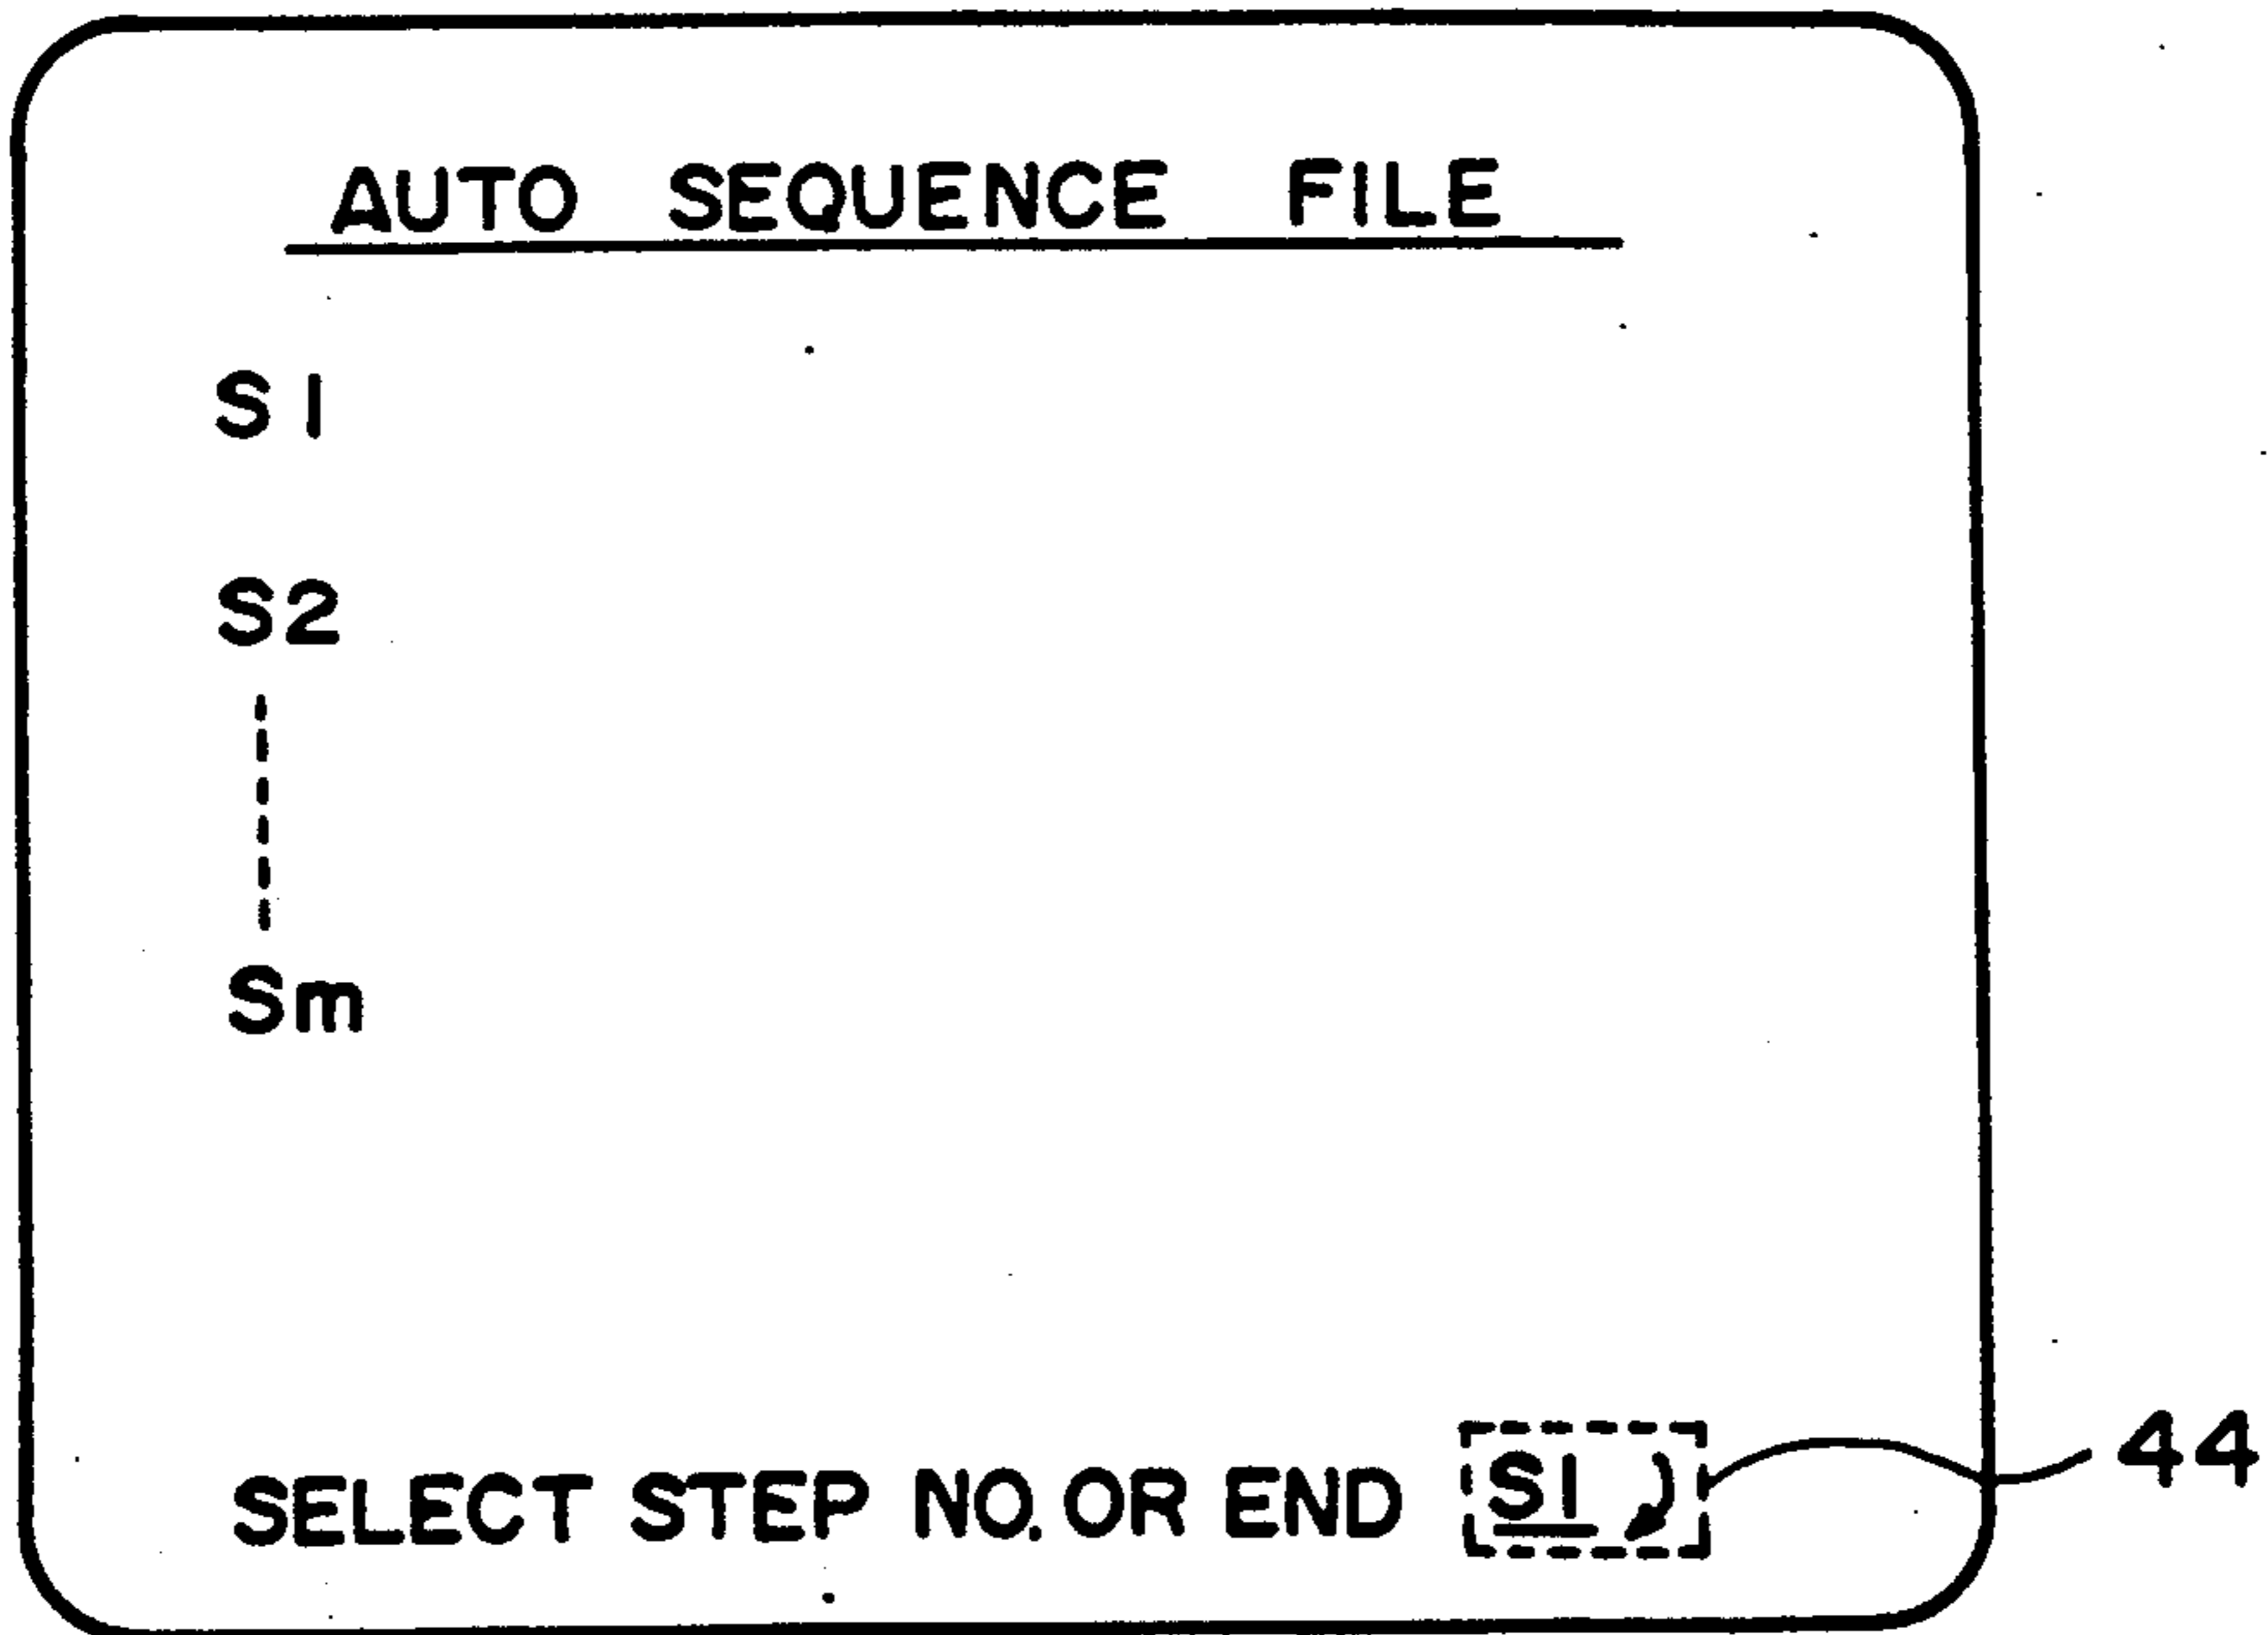 AUTO SEQUENCE FILE
S1
S2
Sm
SELECT STEP NO. OR END S1
44